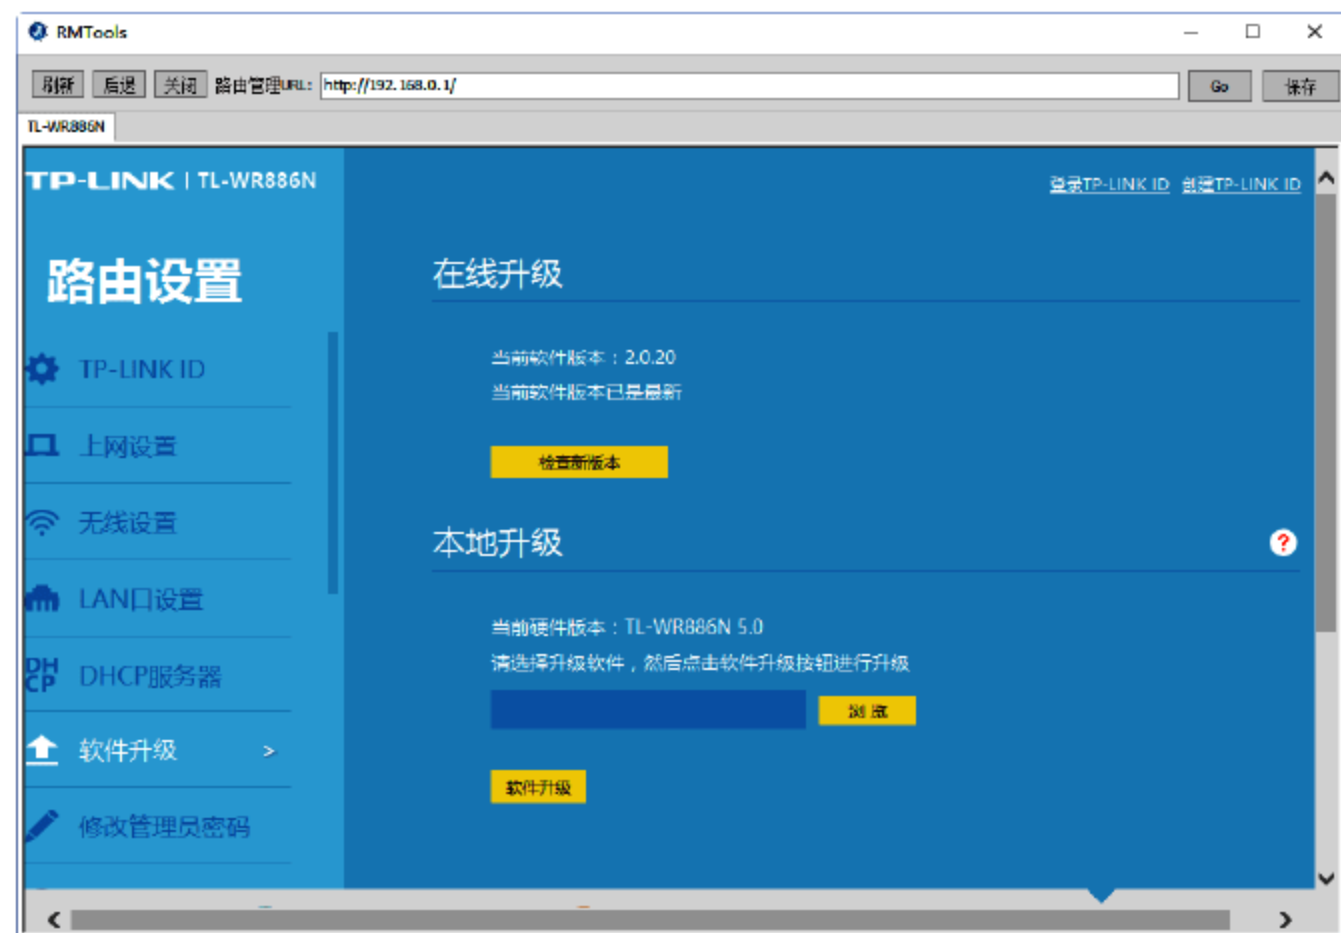 RMTools
刷新 后退 关闭 路由管理URL: http://192.168.0.1/ Go 保存
TL-WR886N
TP-LINK | TL-WR886N
登录TP-LINK ID 创建TP-LINK ID
路由设置
TP-LINK ID
上网设置
无线设置
LAN口设置
DHCP DHCP服务器
软件升级 >
修改管理员密码
在线升级
当前软件版本：2.0.20
当前软件版本已是最新
检查新版本
本地升级 ?
当前硬件版本：TL-WR886N 5.0
请选择升级软件，然后点击软件升级按钮进行升级
浏 览
软件升级